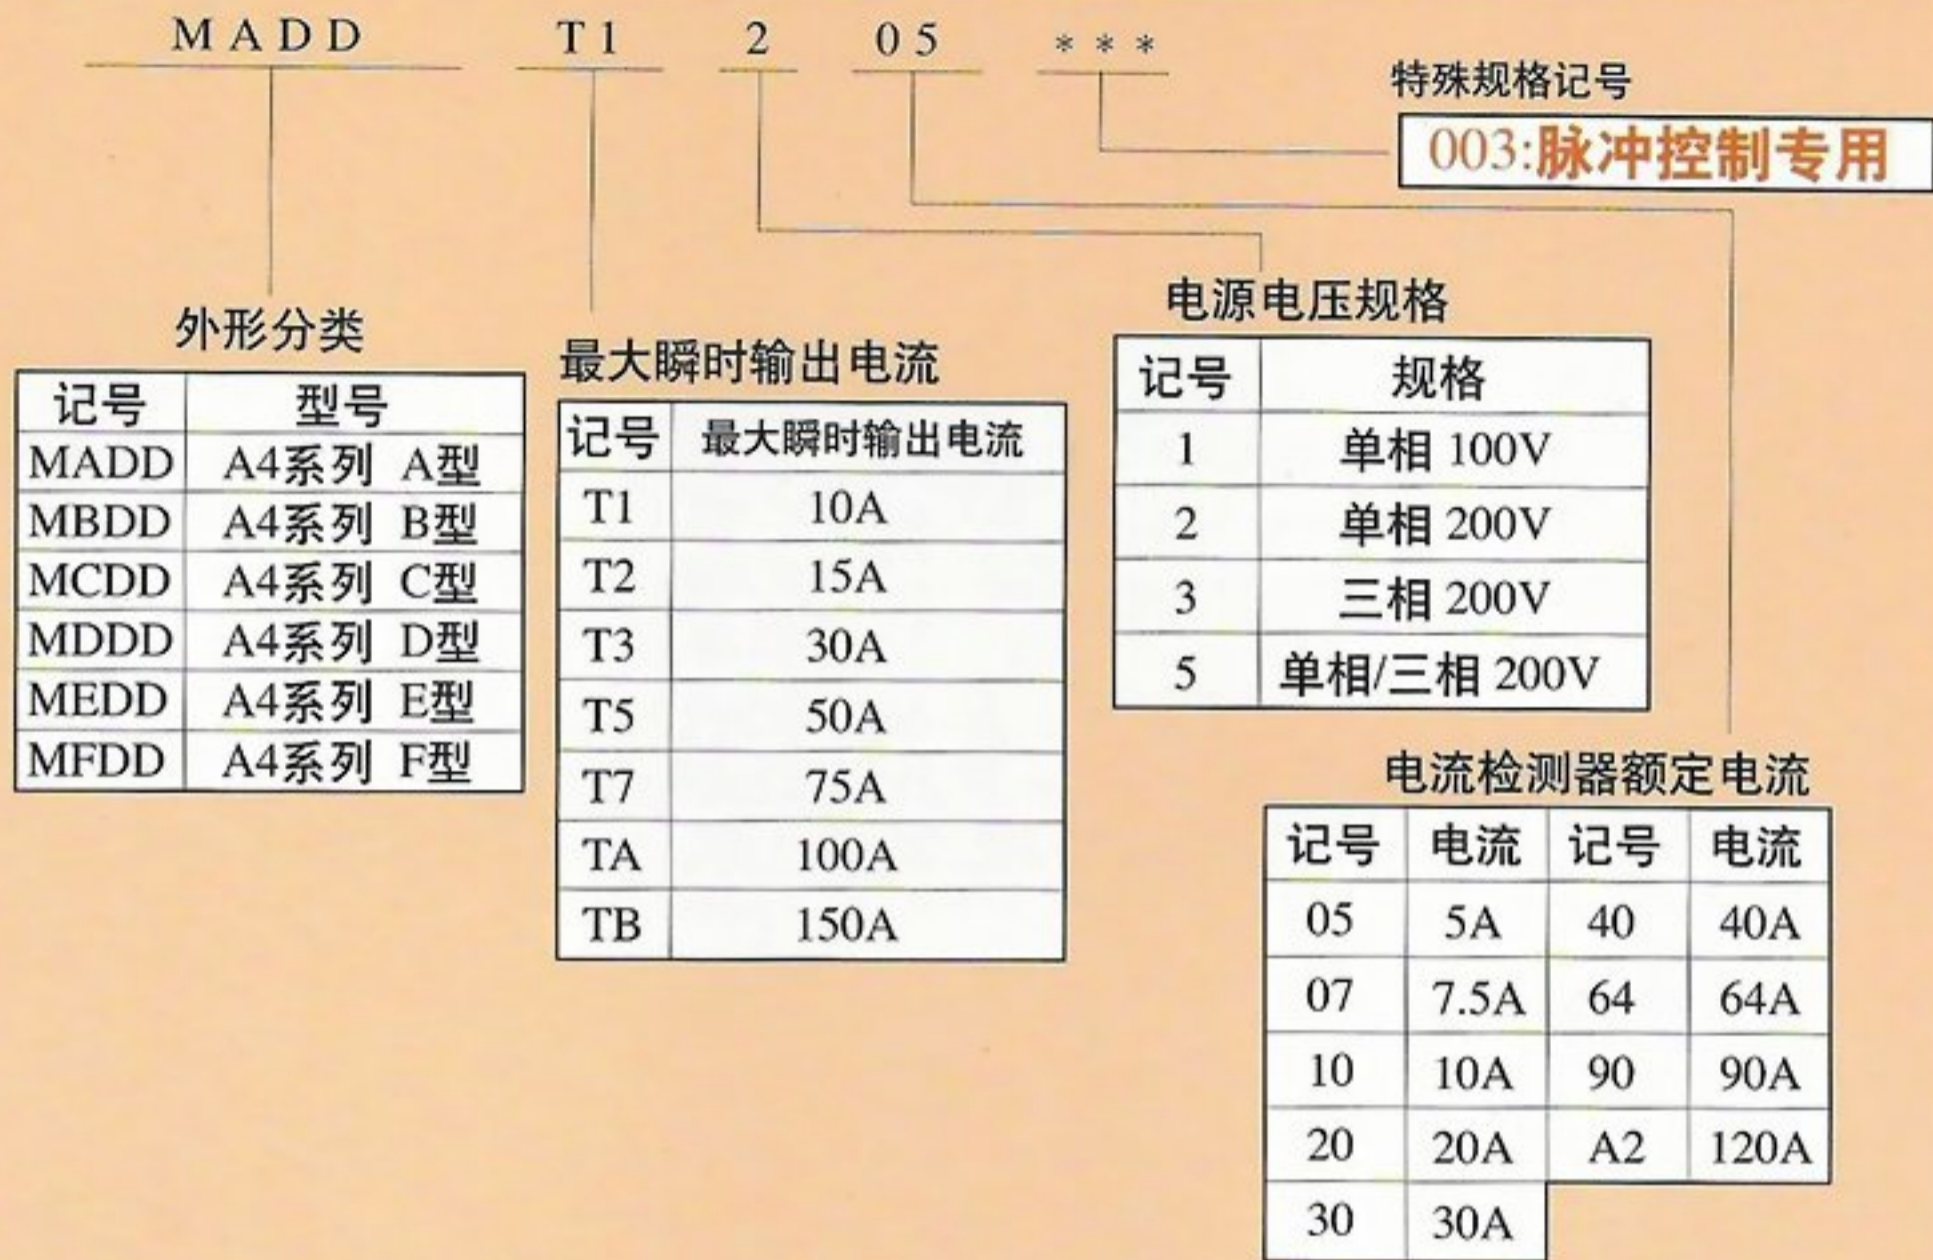 MADD T1 2 05 ***
特殊规格记号
003:脉冲控制专用
外形分类
记号 型号
MADD A4系列 A型
MBDD A4系列 B型
MCDD A4系列 C型
MDDD A4系列 D型
MEDD A4系列 E型
MFDD A4系列 F型
最大瞬时输出电流
记号 最大瞬时输出电流
T1 10A
T2 15A
T3 30A
T5 50A
T7 75A
TA 100A
TB 150A
电源电压规格
记号 规格
1 单相 100V
2 单相 200V
3 三相 200V
5 单相/三相 200V
电流检测器额定电流
记号 电流 记号 电流
05 5A 40 40A
07 7.5A 64 64A
10 10A 90 90A
20 20A A2 120A
30 30A